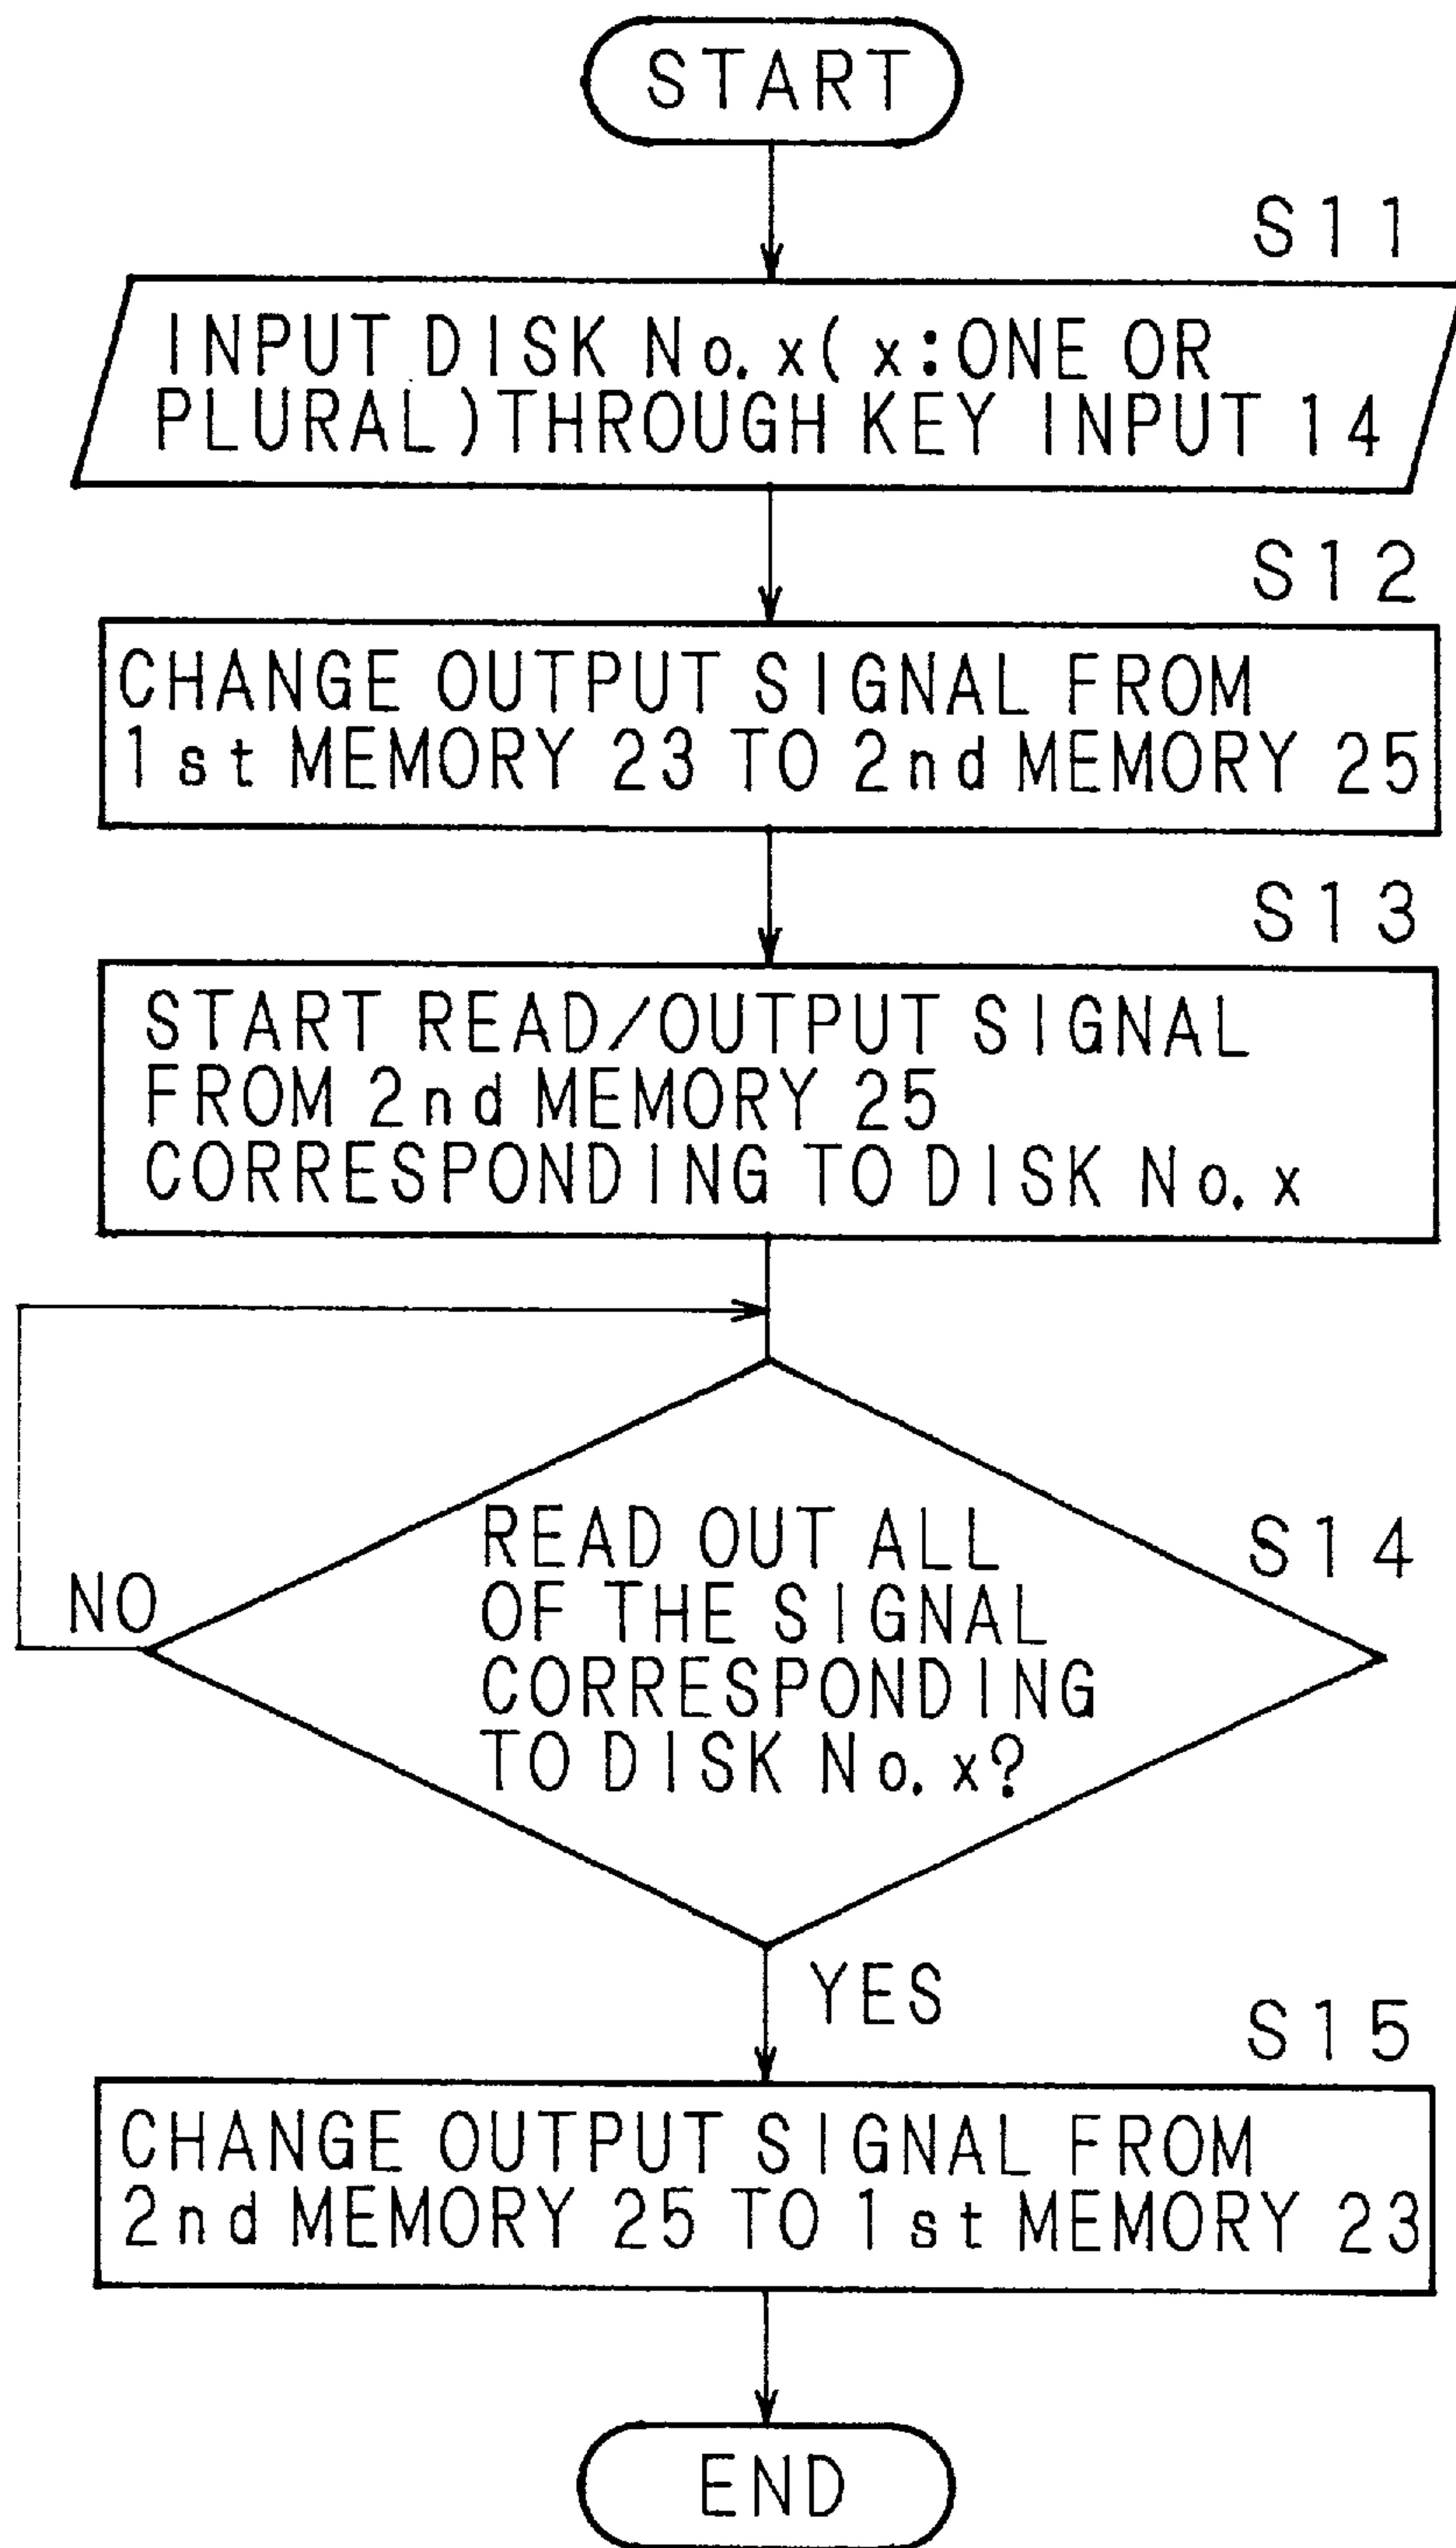 START
S11
INPUT DISK No. x( x:ONE OR
PLURAL)THROUGH KEY INPUT 14
S12
CHANGE OUTPUT SIGNAL FROM
1st MEMORY 23 TO 2nd MEMORY 25
S13
START READ/OUTPUT SIGNAL
FROM 2nd MEMORY 25
CORRESPONDING TO DISK No. x
S14
READ OUT ALL
OF THE SIGNAL
CORRESPONDING
TO DISK No. x?
NO
YES
S15
CHANGE OUTPUT SIGNAL FROM
2nd MEMORY 25 TO 1st MEMORY 23
END